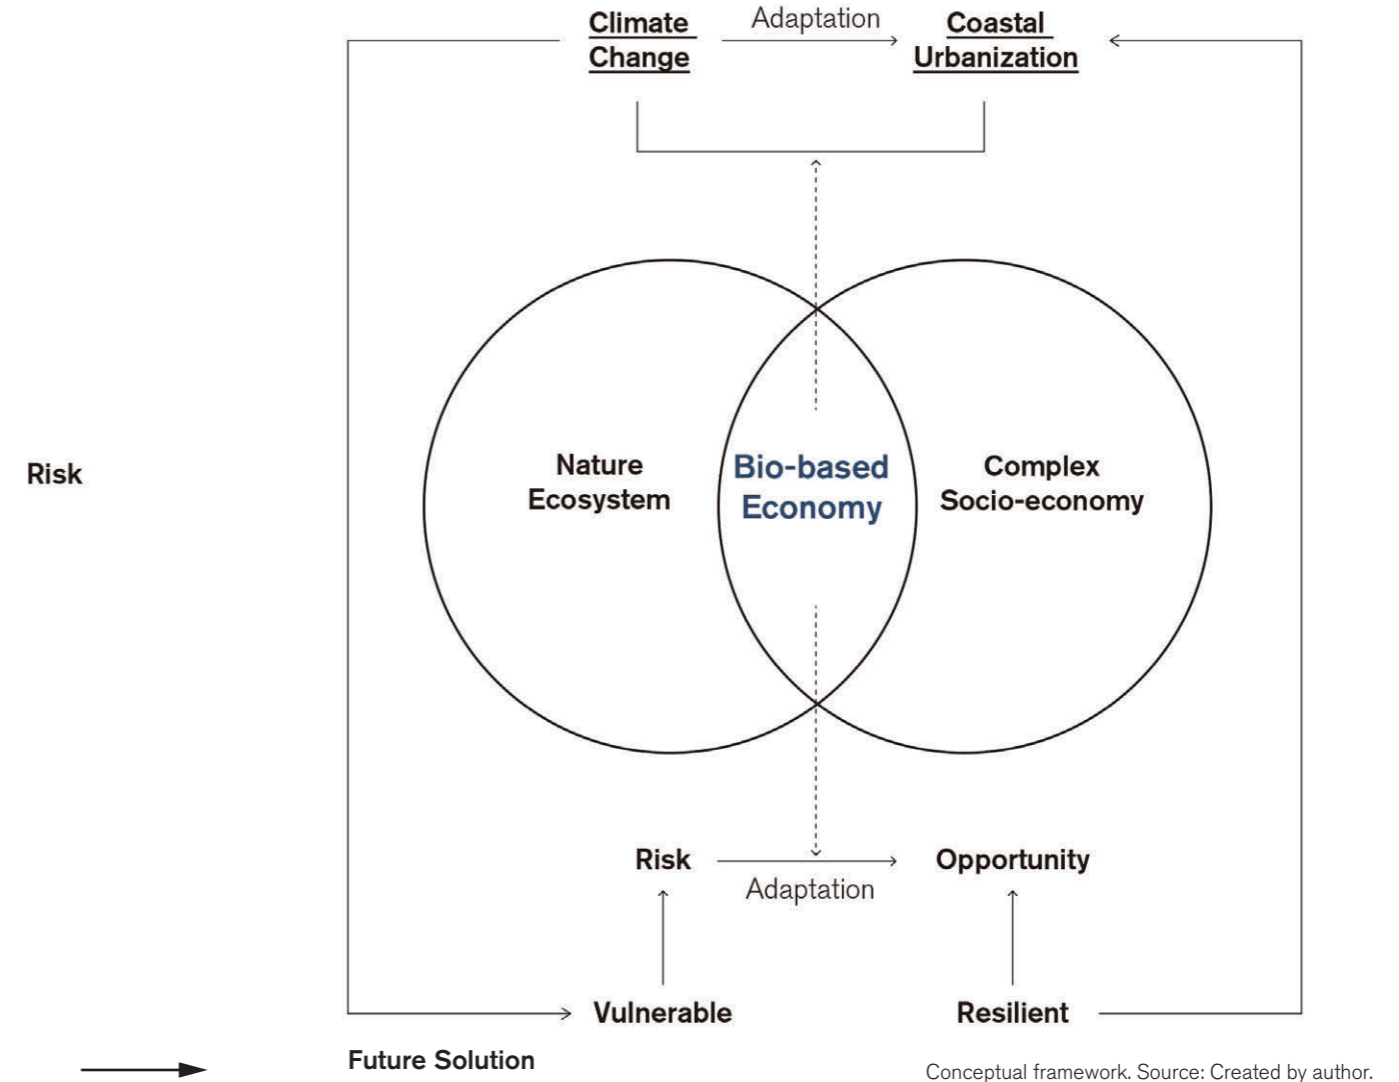 Climate
Change
Adaptation
Coastal
Urbanization
Risk
Nature
Ecosystem
Bio-based
Economy
Complex
Socio-economy
Risk
Adaptation
Opportunity
Vulnerable
Resilient
Future Solution
Conceptual framework. Source: Created by author.